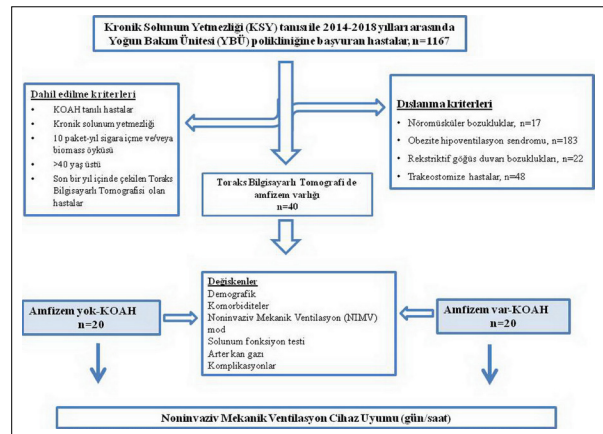 Kronik Solunum Yetmezliği (KSY) tanısı ile 2014-2018 yılları arasında
Yoğun Bakım Ünitesi (YBÜ) polikliniğine başvuran hastalar, n=1167
Dahil edilme kriterleri
• KOAH tanılı hastalar
• Kronik solunum yetmezliği
• 10 paket-yıl sigara içme ve/veya
biomass öyküsü
• >40 yaş üstü
• Son bir yıl içinde çekilen Toraks
Bilgisayarlı Tomografisi olan
hastalar
Dışlanma kriterleri
• Nöromüsküler bozukluklar, n=17
• Obezite hipoventilasyon sendromu, n=183
• Rekstriktif göğüs duvarı bozuklukları, n=22
• Trakeostomize hastalar, n=48
Toraks Bilgisayarlı Tomografi de
amfizem varlığı
n=40
Değişkenler
Demografik
Komorbiditeler
Noninvaziv Mekanik Ventilasyon (NIMV)
mod
Solunum fonksiyon testi
Arter kan gazı
Komplikasyonlar
Amfizem yok-KOAH
n=20
Amfizem var-KOAH
n=20
Noninvaziv Mekanik Ventilasyon Cihaz Uyumu (gün/saat)